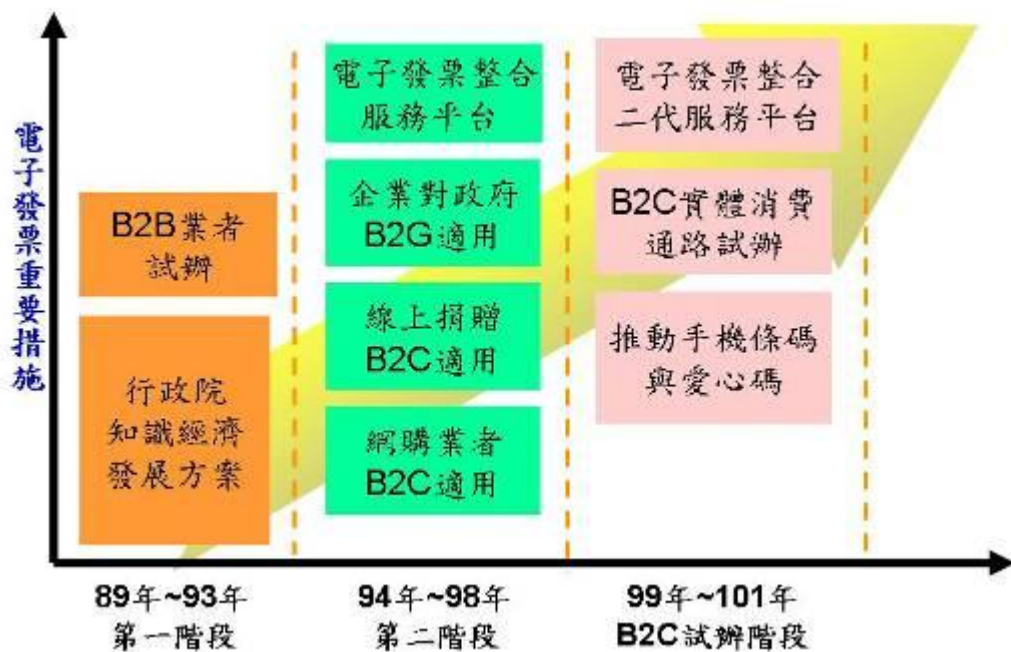 電子發票重要措施
B2B業者
試辦
行政院
知識經濟
發展方案
電子發票整合
服務平台
企業對政府
B2G適用
線上捐贈
B2C適用
網購業者
B2C適用
電子發票整合
二代服務平台
B2C實體消費
通路試辦
推動手機條碼
與愛心碼
89年~93年
第一階段
94年~98年
第二階段
99年~101年
B2C試辦階段